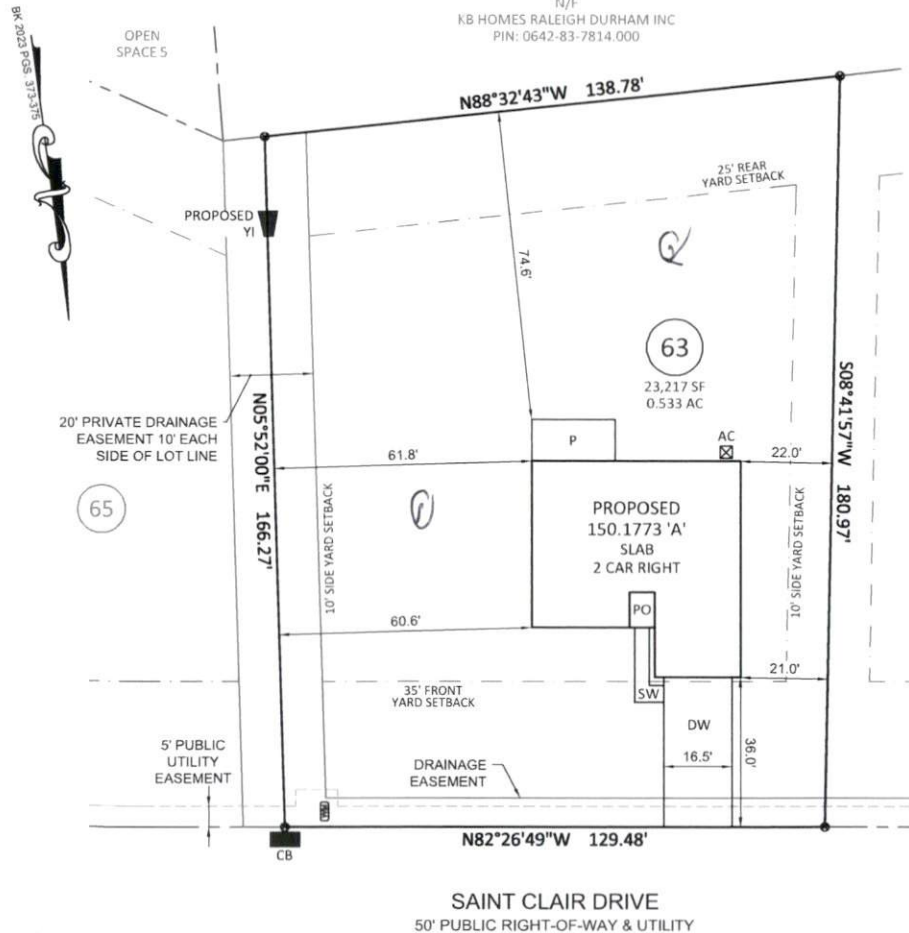 N/F
KB HOMES RALEIGH DURHAM INC
PIN: 0642-83-7814.000
BK 2023 PGS. 373-375
OPEN
SPACE 5
N88°32'43"W 138.78'
25' REAR
YARD SETBACK
PROPOSED
YI
74.6'
63
23,217 SF
0.533 AC
20' PRIVATE DRAINAGE
EASEMENT 10' EACH
SIDE OF LOT LINE
N05°52'00"E 166.27'
S08°41'57"W 180.97'
P
AC
61.8'
22.0'
65
PROPOSED
150.1773 'A'
SLAB
2 CAR RIGHT
10' SIDE YARD SETBACK
10' SIDE YARD SETBACK
PO
60.6'
21.0'
35' FRONT
YARD SETBACK
SW
DW
16.5'
36.0'
5' PUBLIC
UTILITY
EASEMENT
DRAINAGE
EASEMENT
CB
N82°26'49"W 129.48'
SAINT CLAIR DRIVE
50' PUBLIC RIGHT-OF-WAY & UTILITY